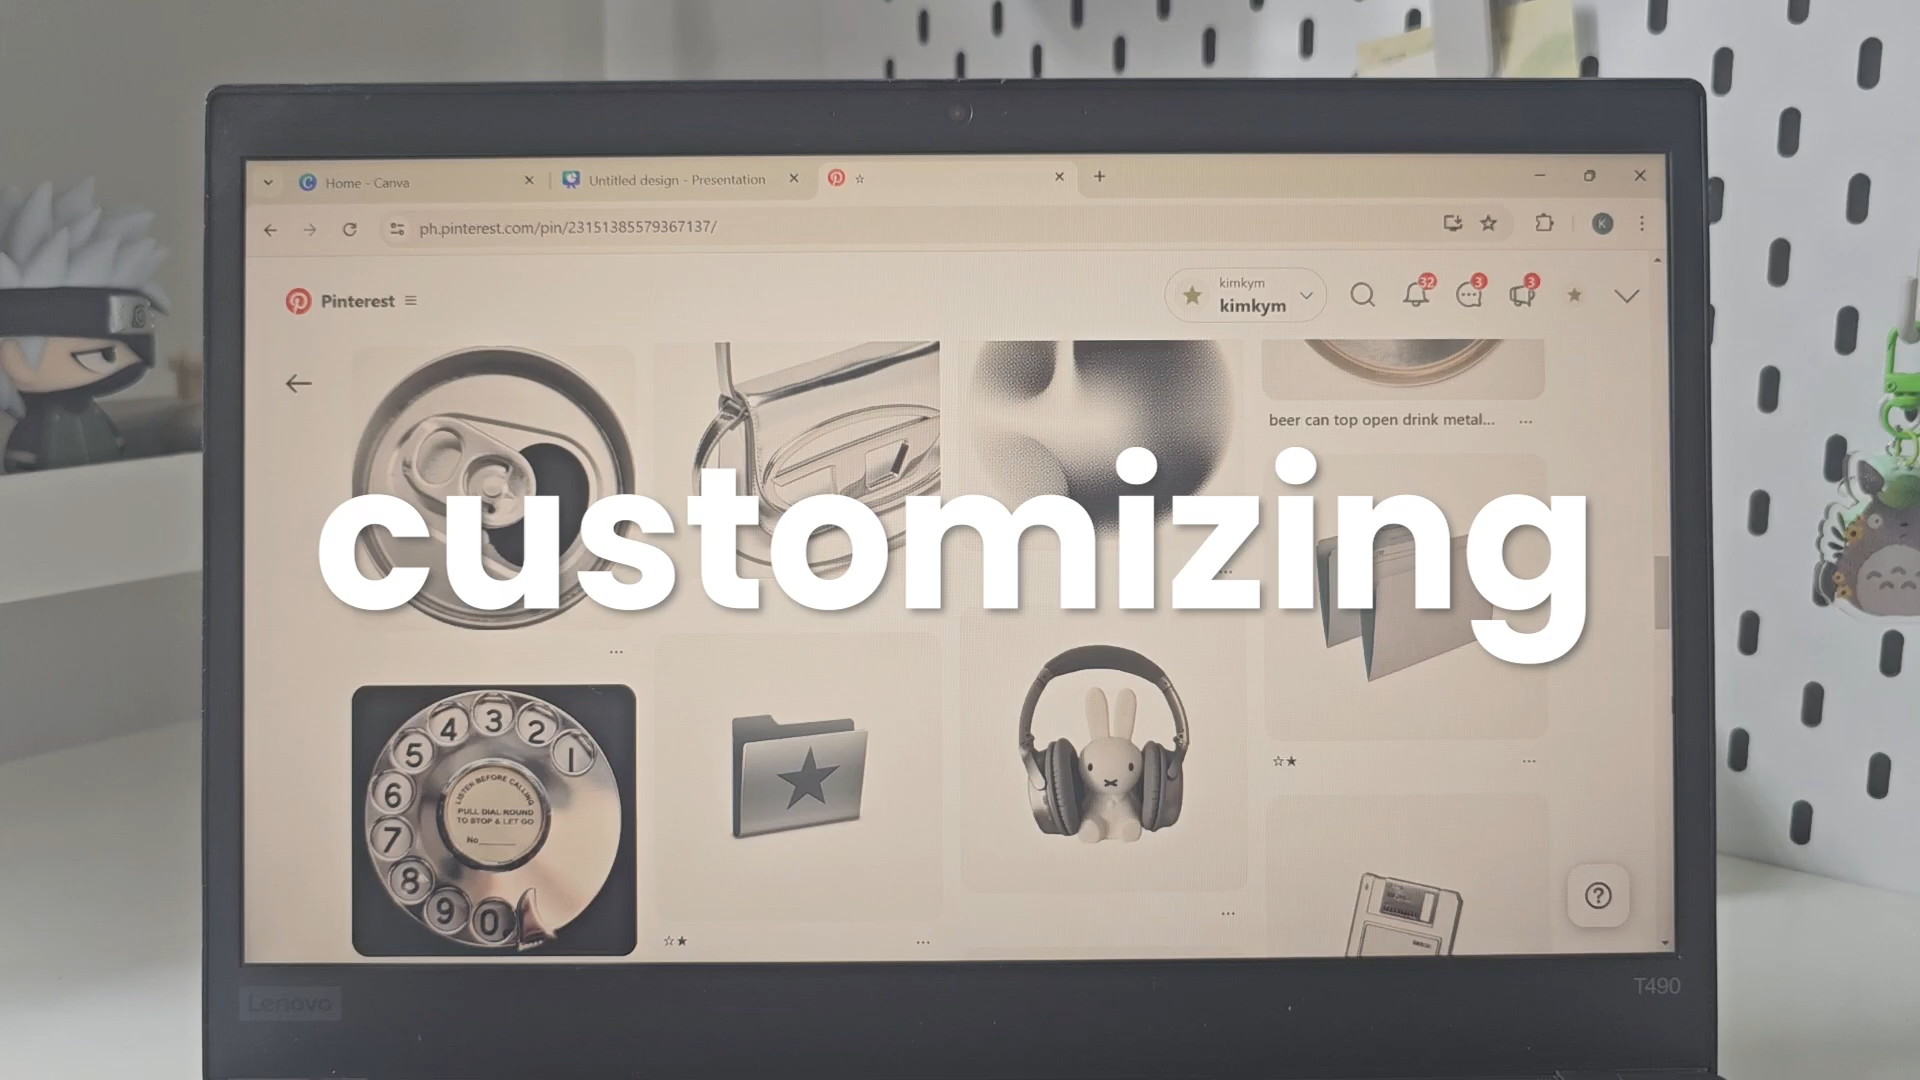 Home - Canva
Untitled design - Presentation
☆
ph.pinterest.com/pin/23151385579367137/
K
Pinterest
kimkym
kimkym
32
3
3
beer can top open drink metal...
customizing
1
2
3
4
5
6
7
8
9
0
LISTEN BEFORE CALLING
PULL DIAL ROUND
TO STOP & LET GO
No
☆★
☆★
Lenovo
T490